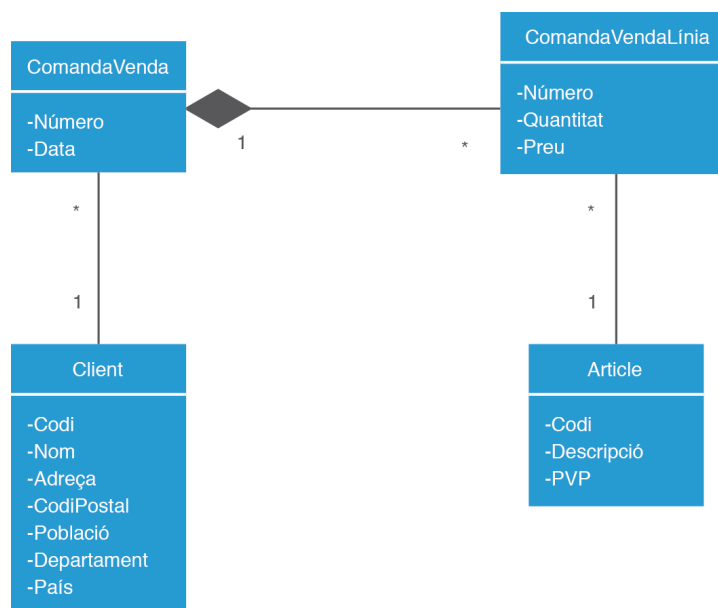 ComandaVenda
-Número
-Data
1
*
ComandaVendaLínia
-Número
-Quantitat
-Preu
*
1
*
1
Client
-Codi
-Nom
-Adreça
-CodiPostal
-Població
-Departament
-País
Article
-Codi
-Descripció
-PVP